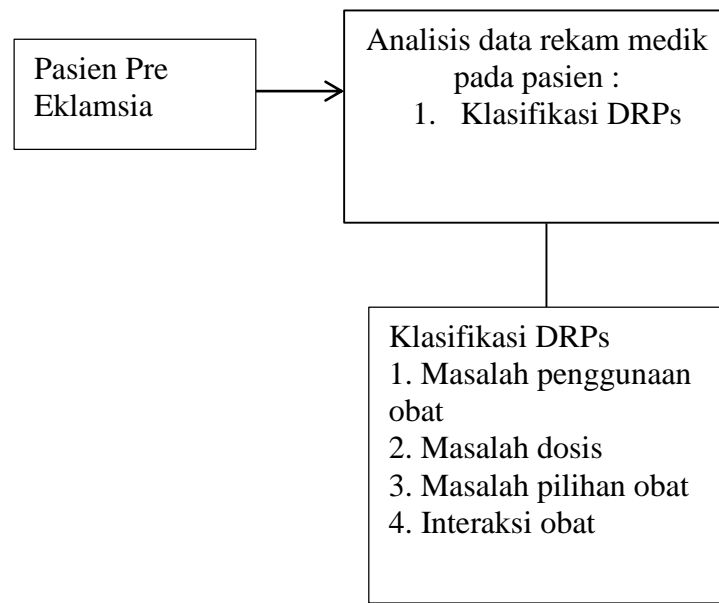 Pasien Pre
Eklamsia
Analisis data rekam medik
pada pasien :
1. Klasifikasi DRPs
Klasifikasi DRPs
1. Masalah penggunaan
obat
2. Masalah dosis
3. Masalah pilihan obat
4. Interaksi obat